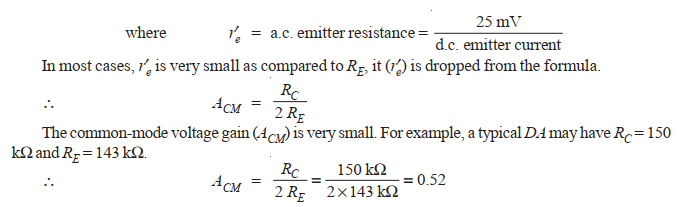 where r′e = a.c. emitter resistance = 25 mV / d.c. emitter current
In most cases, r′e is very small as compared to RE, it (r′e) is dropped from the formula.
∴ ACM = RC / 2 RE
The common-mode voltage gain (ACM) is very small. For example, a typical DA may have RC = 150
kΩ and RE = 143 kΩ.
∴ ACM = RC / 2 RE = 150 kΩ / 2 × 143 kΩ = 0.52